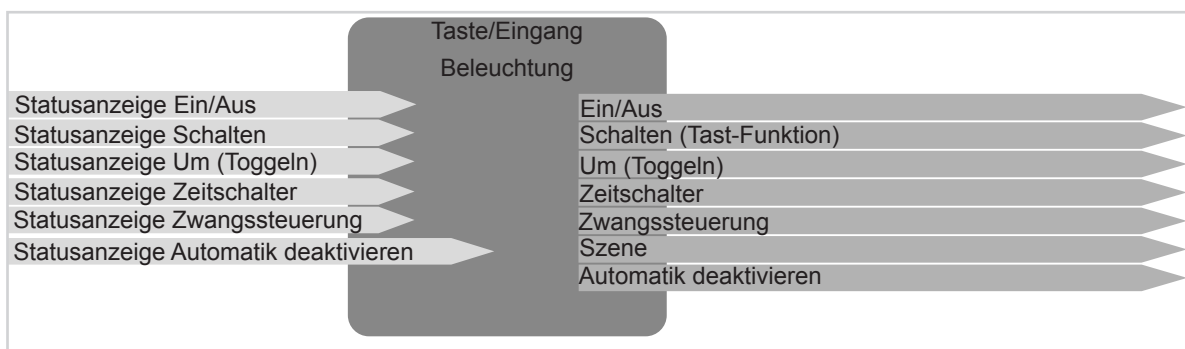 Taste/Eingang
Beleuchtung
Statusanzeige Ein/Aus
Statusanzeige Schalten
Statusanzeige Um (Toggeln)
Statusanzeige Zeitschalter
Statusanzeige Zwangssteuerung
Statusanzeige Automatik deaktivieren
Ein/Aus
Schalten (Tast-Funktion)
Um (Toggeln)
Zeitschalter
Zwangssteuerung
Szene
Automatik deaktivieren